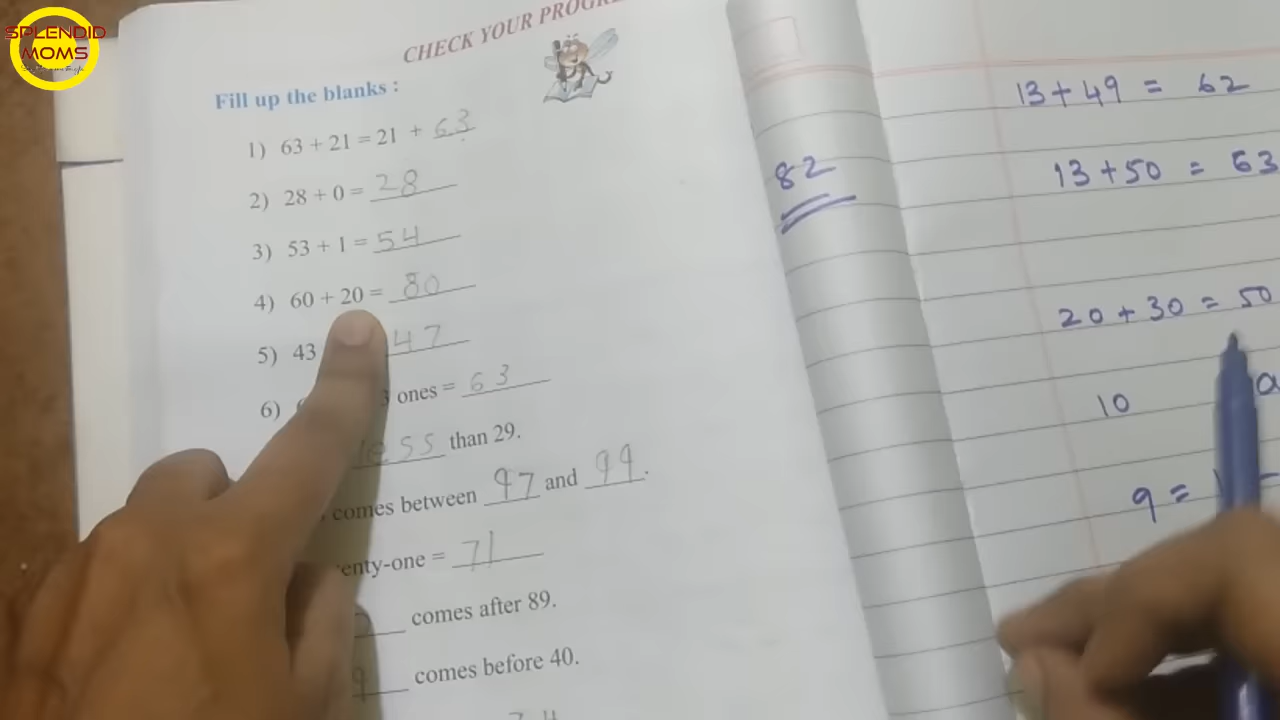 SPLENDID
MOMS
CHECK YOUR
Fill up the blanks :
1) 63 + 21 = 21 + 63
2) 28 + 0 = 28
3) 53 + 1 = 54
4) 60 + 20 = 80
5) 43 47
6) ones = 63
less than 29.
comes between 97 and 99.
enty-one = 71
comes after 89.
9 comes before 40.
82
13 + 49 = 62
13 + 50 = 63
20 + 30 = 50
10
9 =